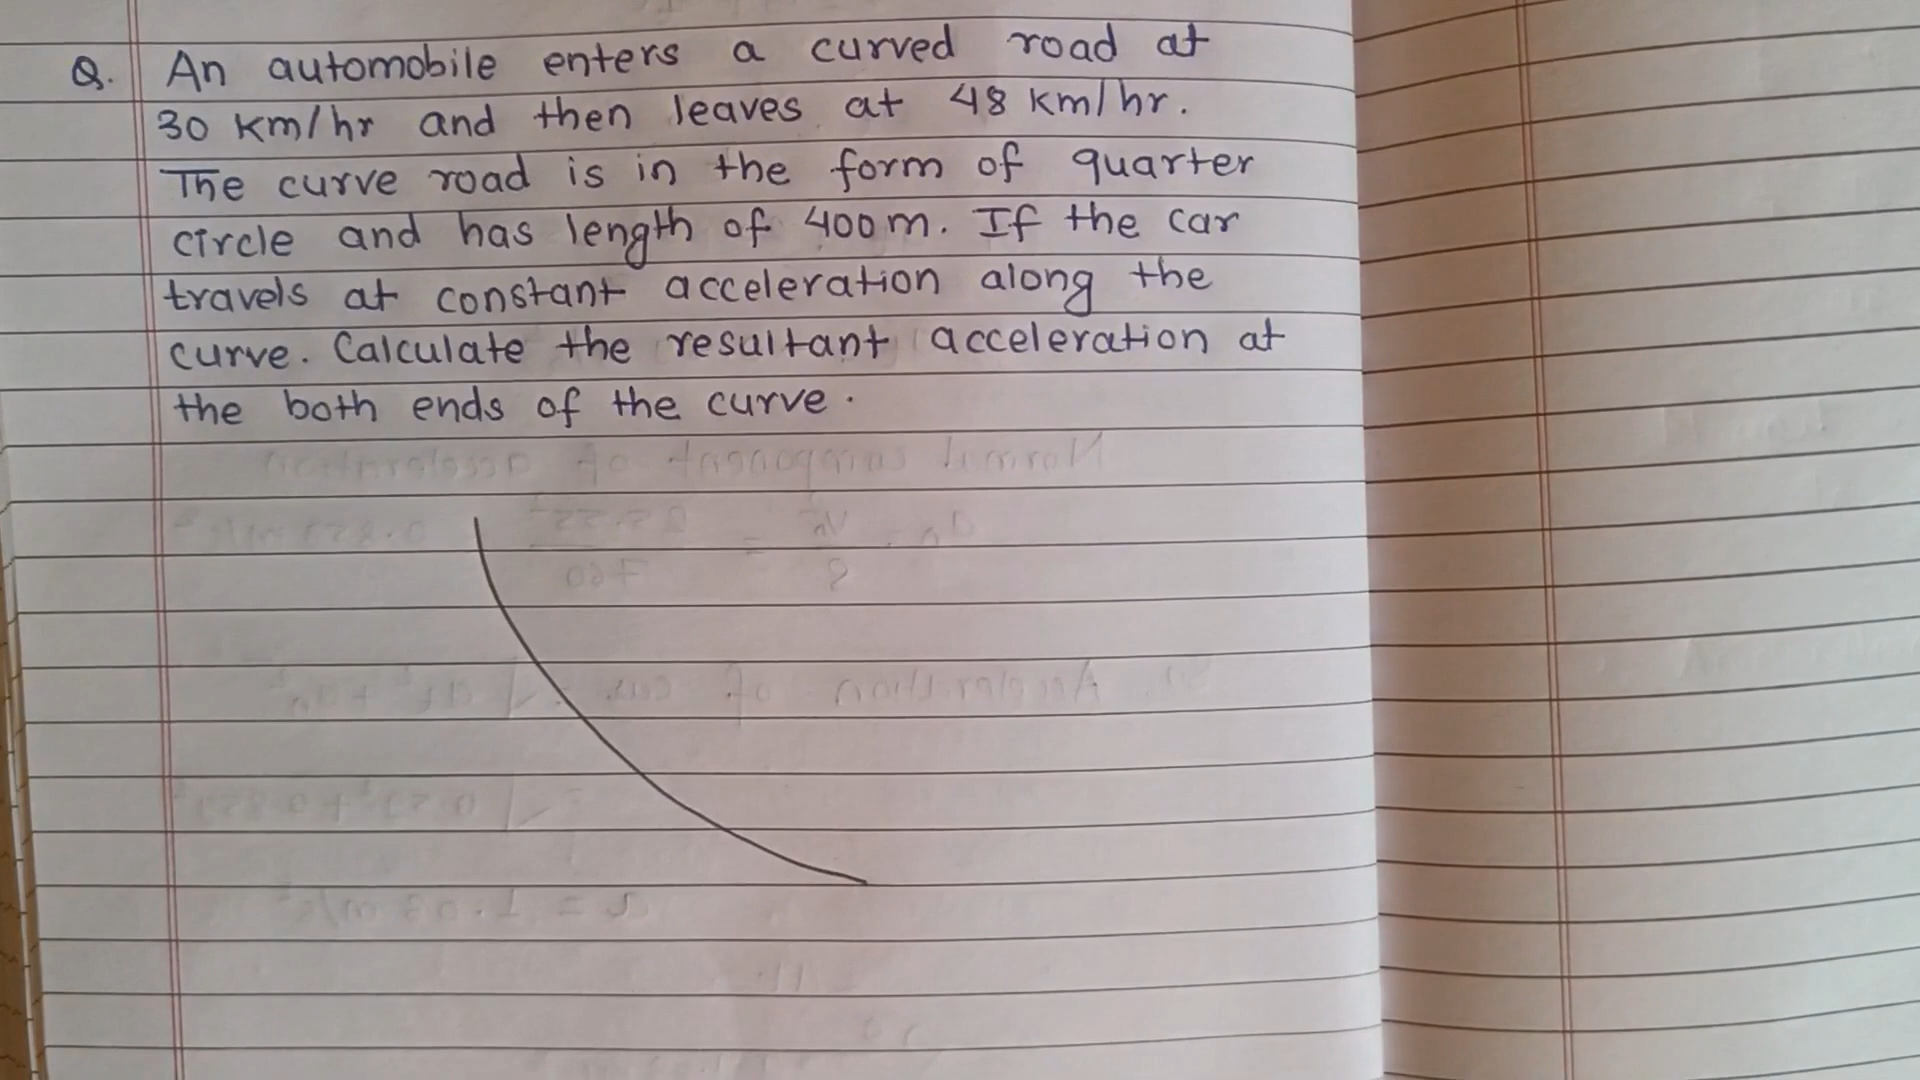 Q. An automobile enters a curved road at
30 km/hr and then leaves at 48 km/hr.
The curve road is in the form of quarter
circle and has length of 400 m. If the car
travels at constant acceleration along the
curve. Calculate the resultant acceleration at
the both ends of the curve.